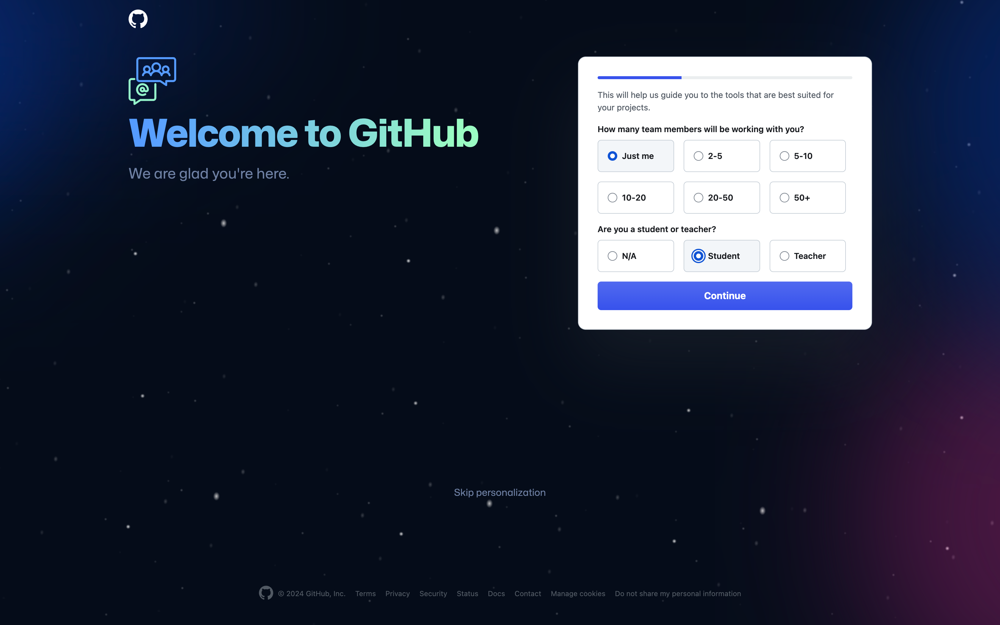 Welcome to GitHub
We are glad you're here.
This will help us guide you to the tools that are best suited for
your projects.
How many team members will be working with you?
Just me
2-5
5-10
10-20
20-50
50+
Are you a student or teacher?
N/A
Student
Teacher
Continue
Skip personalization
© 2024 GitHub, Inc. Terms Privacy Security Status Docs Contact Manage cookies Do not share my personal information